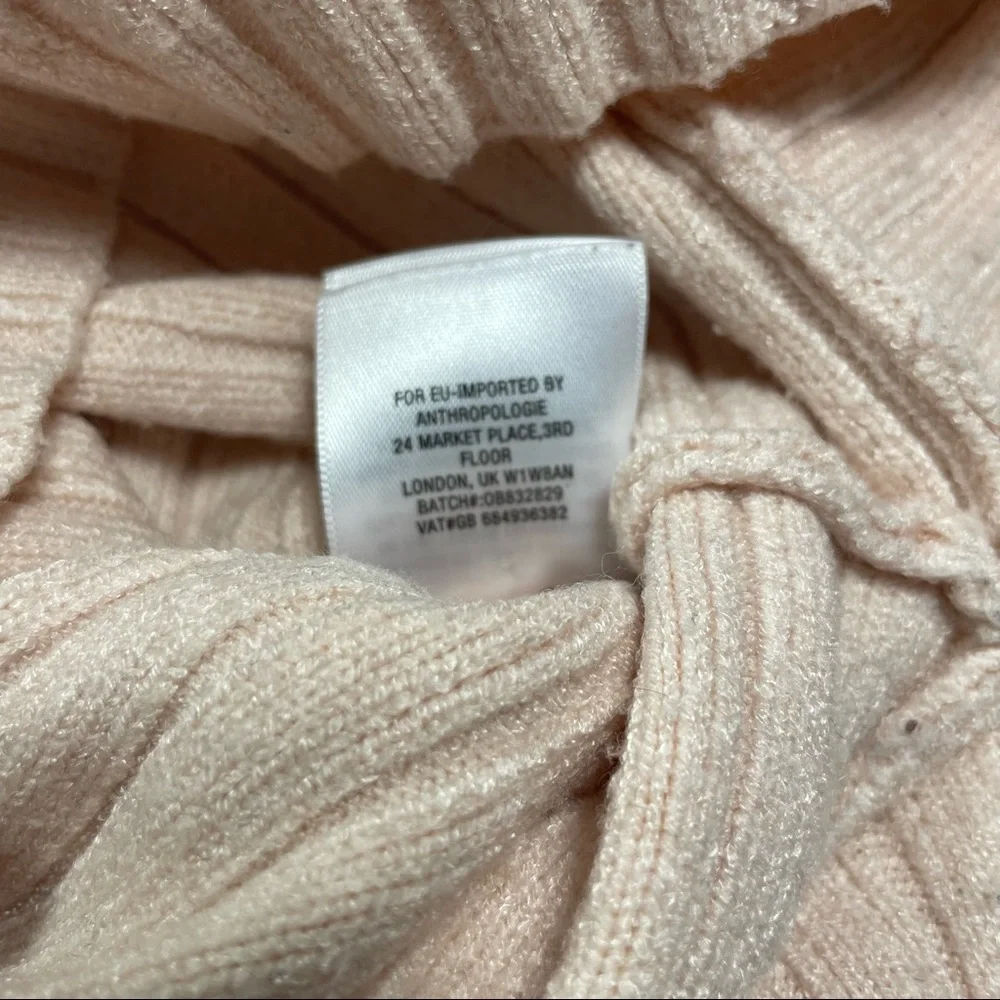 FOR EU-IMPORTED BY
ANTHROPOLOGIE
24 MARKET PLACE,3RD
FLOOR
LONDON, UK W1W8AN
BATCH#:OB832829
VAT#GB 684936382